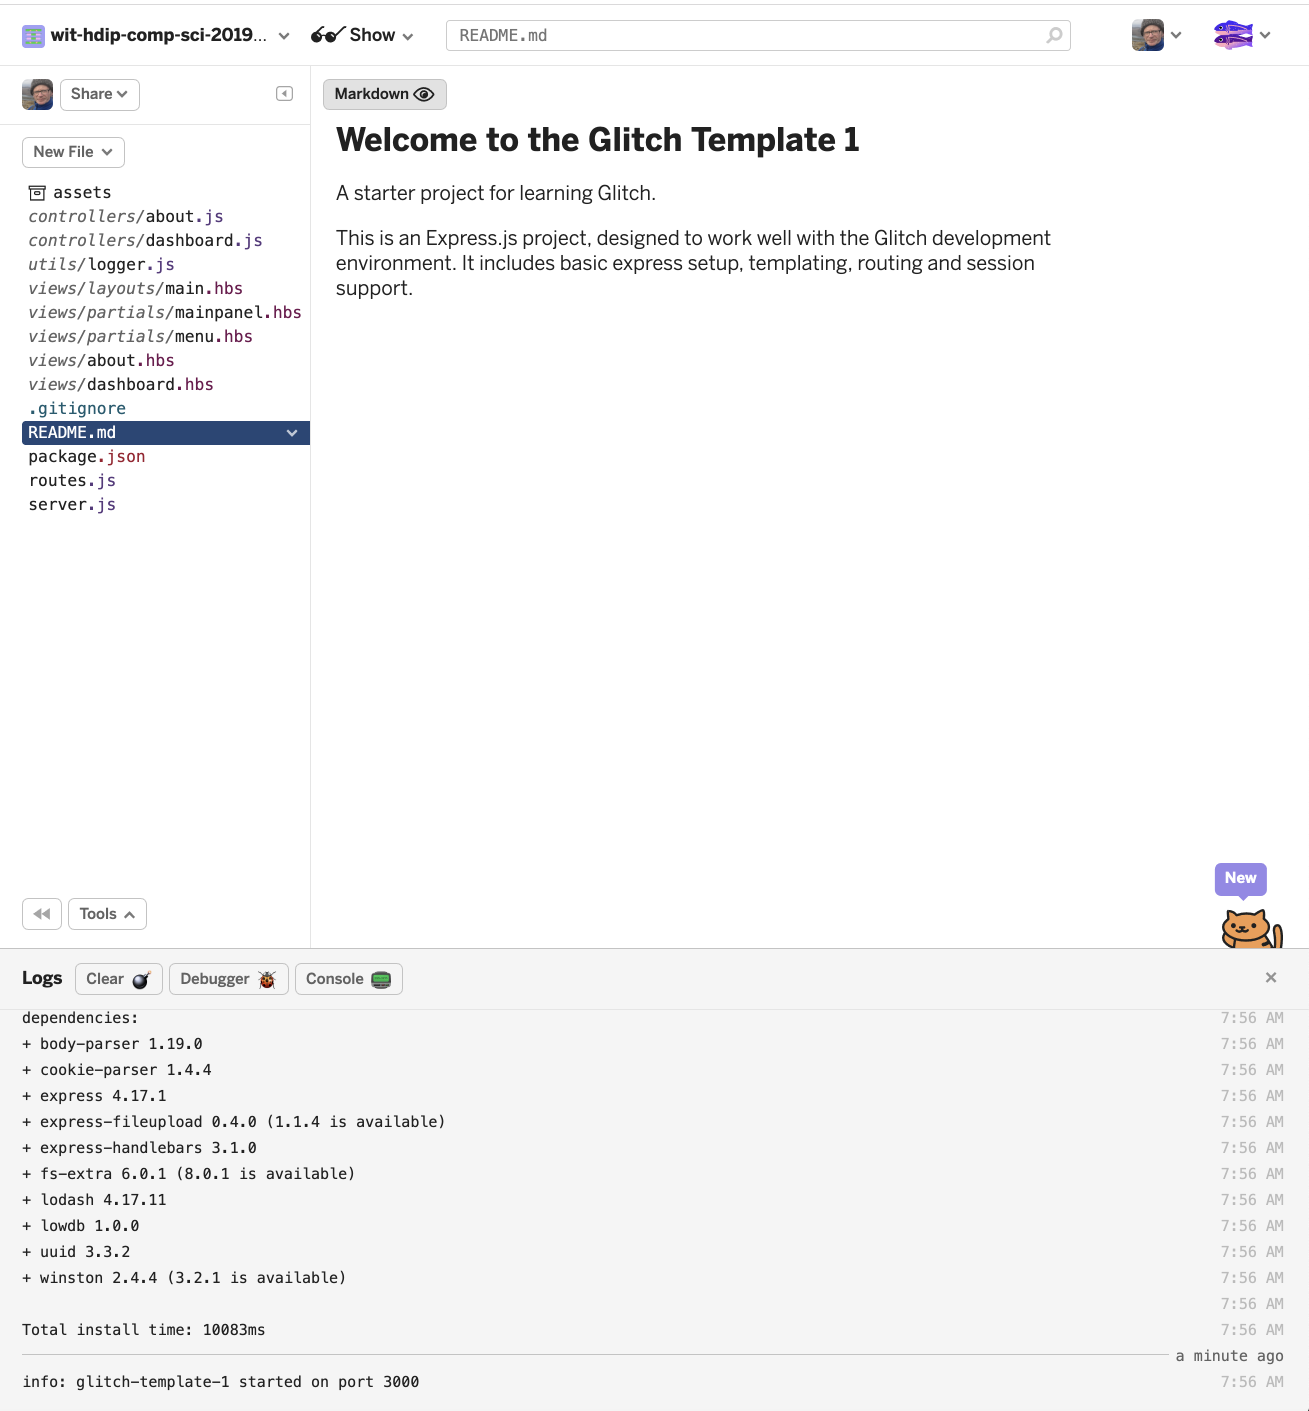 wit-hdip-comp-sci-2019...
Show
README.md
Share
Markdown
Welcome to the Glitch Template 1
New File
A starter project for learning Glitch.
assets
controllers/about.js
controllers/dashboard.js
utils/logger.js
views/layouts/main.hbs
views/partials/mainpanel.hbs
views/partials/menu.hbs
views/about.hbs
views/dashboard.hbs
.gitignore
README.md
package.json
routes.js
server.js
This is an Express.js project, designed to work well with the Glitch development
environment. It includes basic express setup, templating, routing and session
support.
New
Tools
Logs Clear Debugger Console
dependencies: 7:56 AM
+ body-parser 1.19.0 7:56 AM
+ cookie-parser 1.4.4 7:56 AM
+ express 4.17.1 7:56 AM
+ express-fileupload 0.4.0 (1.1.4 is available) 7:56 AM
+ express-handlebars 3.1.0 7:56 AM
+ fs-extra 6.0.1 (8.0.1 is available) 7:56 AM
+ lodash 4.17.11 7:56 AM
+ lowdb 1.0.0 7:56 AM
+ uuid 3.3.2 7:56 AM
+ winston 2.4.4 (3.2.1 is available) 7:56 AM
7:56 AM
Total install time: 10083ms 7:56 AM
a minute ago
info: glitch-template-1 started on port 3000 7:56 AM